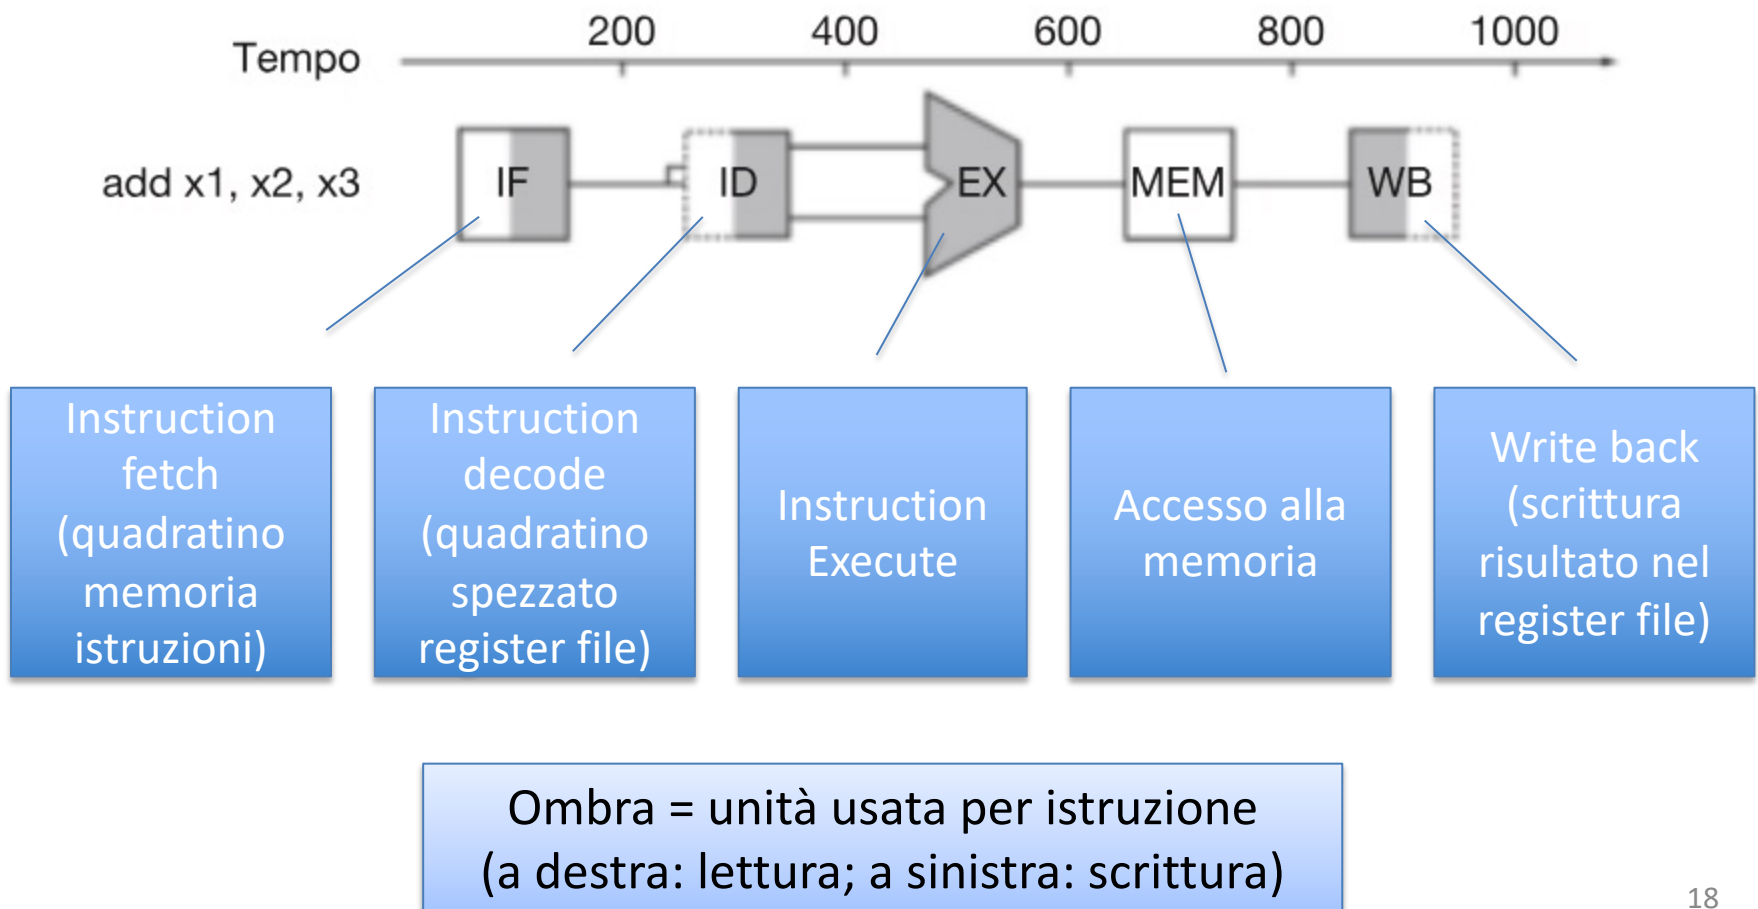 200 400 600 800 1000
Tempo
add x1, x2, x3 IF ID EX MEM WB
Instruction
fetch
(quadratino
memoria
istruzioni)
Instruction
decode
(quadratino
spezzato
register file)
Instruction
Execute
Accesso alla
memoria
Write back
(scrittura
risultato nel
register file)
Ombra = unità usata per istruzione
(a destra: lettura; a sinistra: scrittura)
18